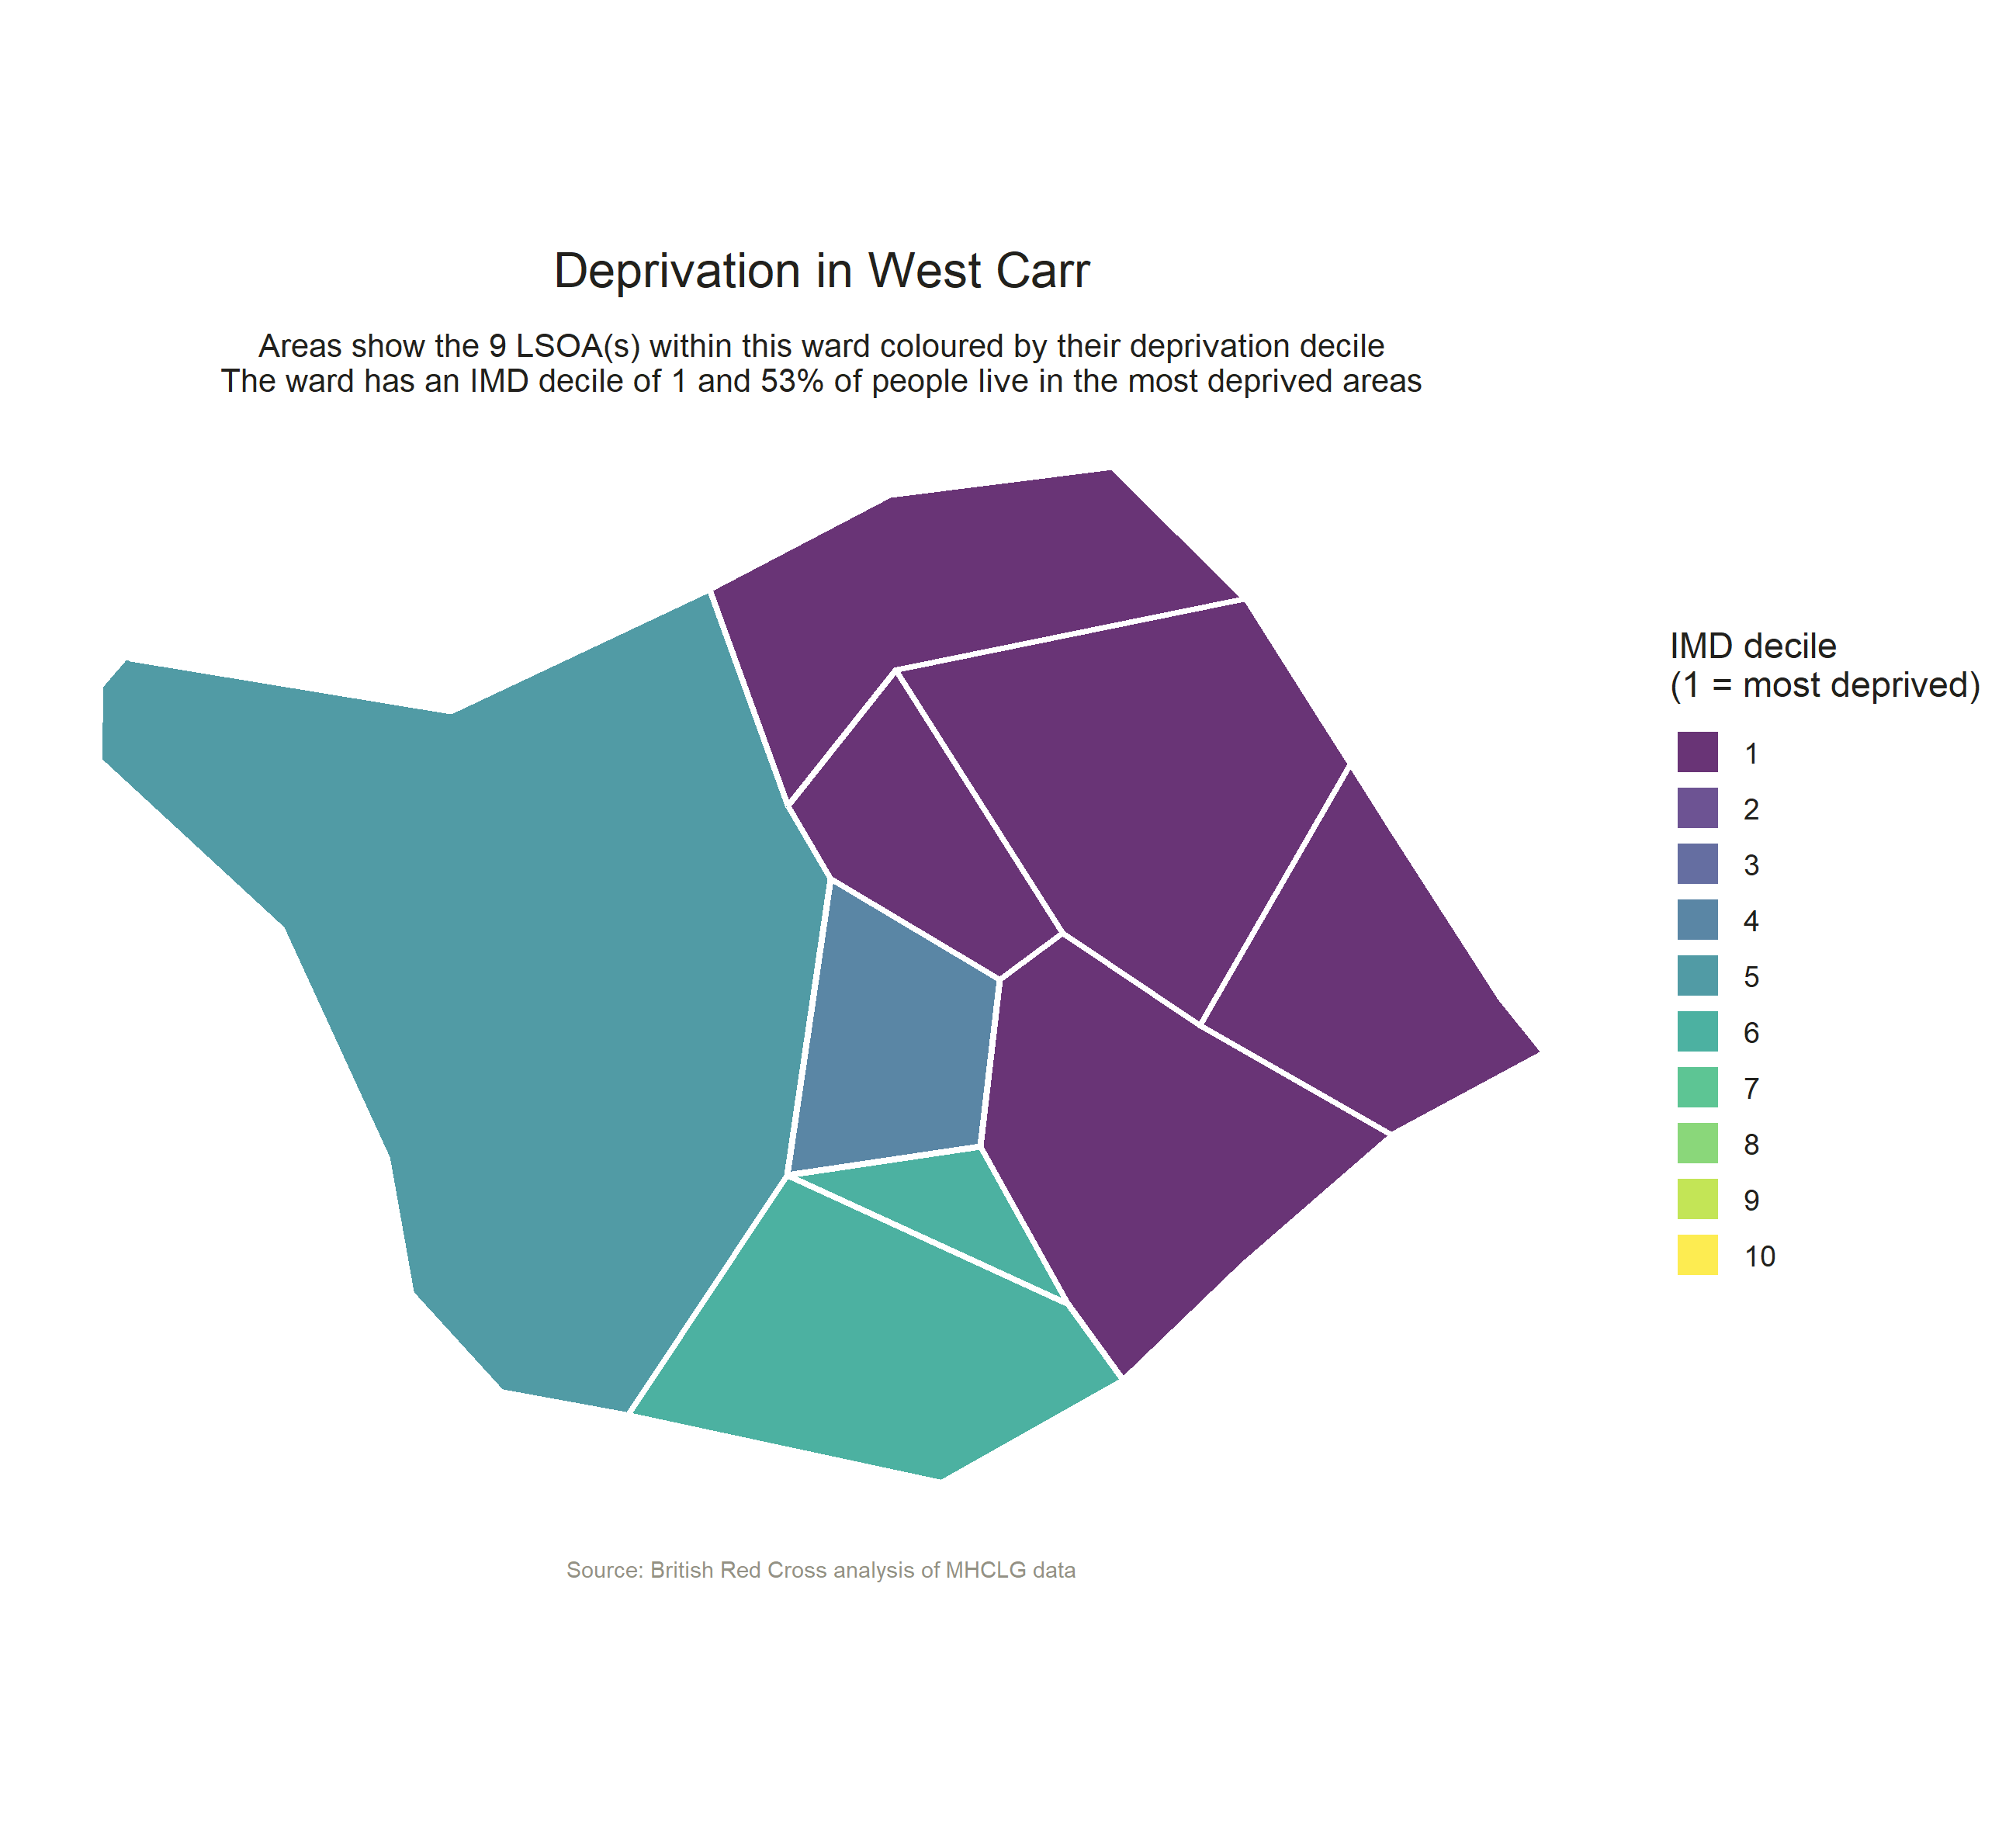 Deprivation in West Carr
Areas show the 9 LSOA(s) within this ward coloured by their deprivation decile
The ward has an IMD decile of 1 and 53% of people live in the most deprived areas
IMD decile
(1 = most deprived)
1
2
3
4
5
6
7
8
9
10
Source: British Red Cross analysis of MHCLG data